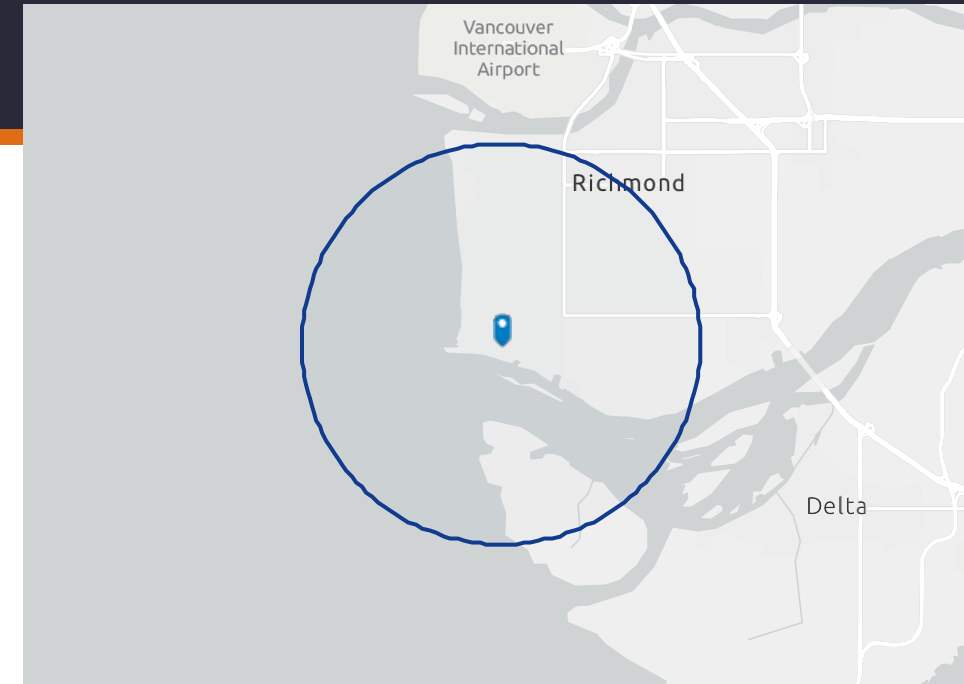 Vancouver
International
Airport
Richmond
Delta